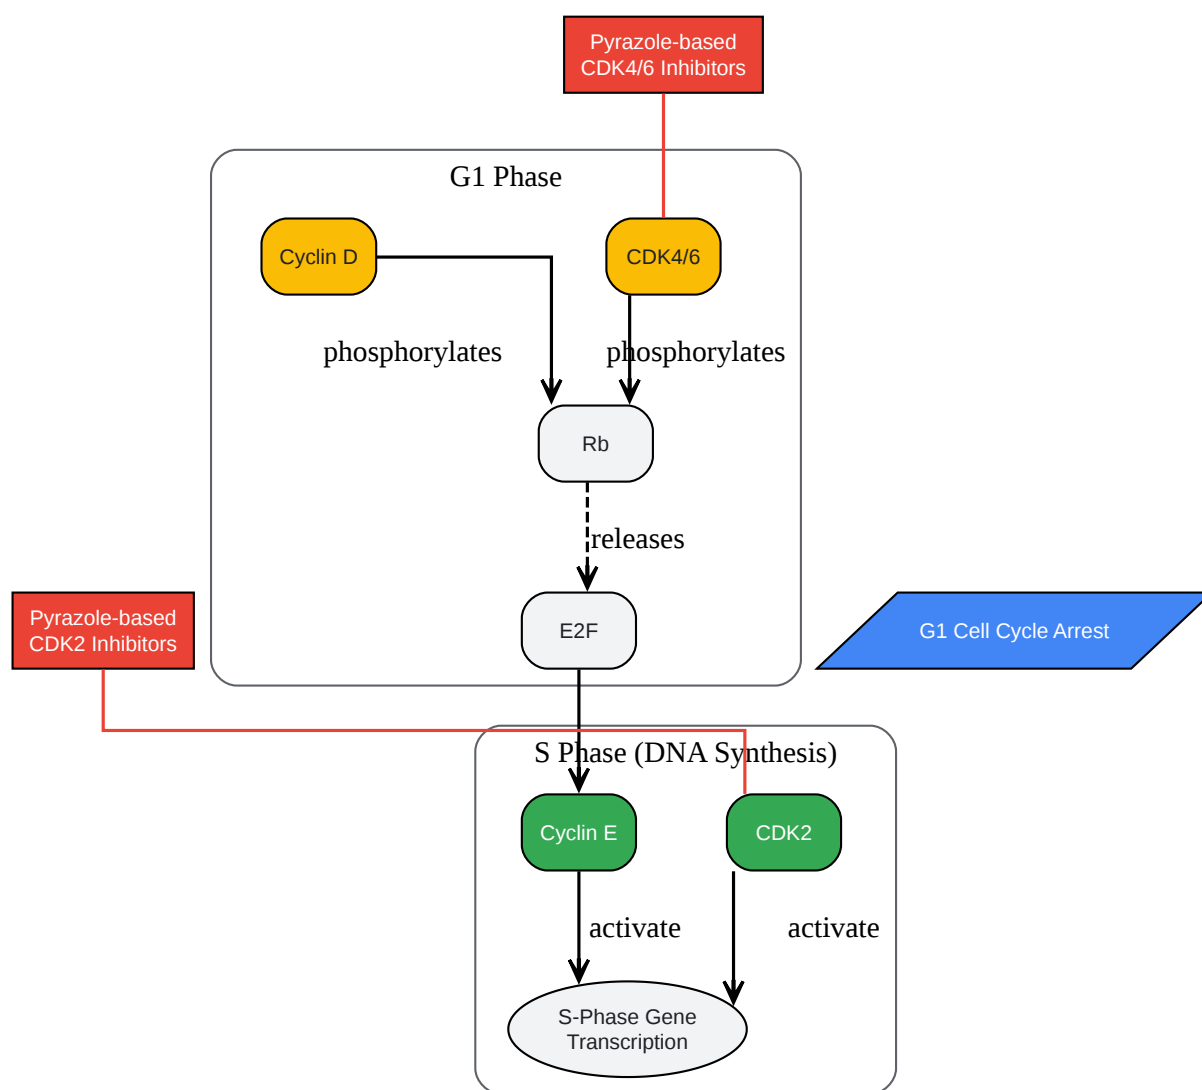 Pyrazole-based
CDK4/6 Inhibitors
G1 Phase
Cyclin D
CDK4/6
phosphorylates
phosphorylates
Rb
releases
Pyrazole-based
CDK2 Inhibitors
E2F
G1 Cell Cycle Arrest
S Phase (DNA Synthesis)
Cyclin E
CDK2
activate
activate
S-Phase Gene
Transcription